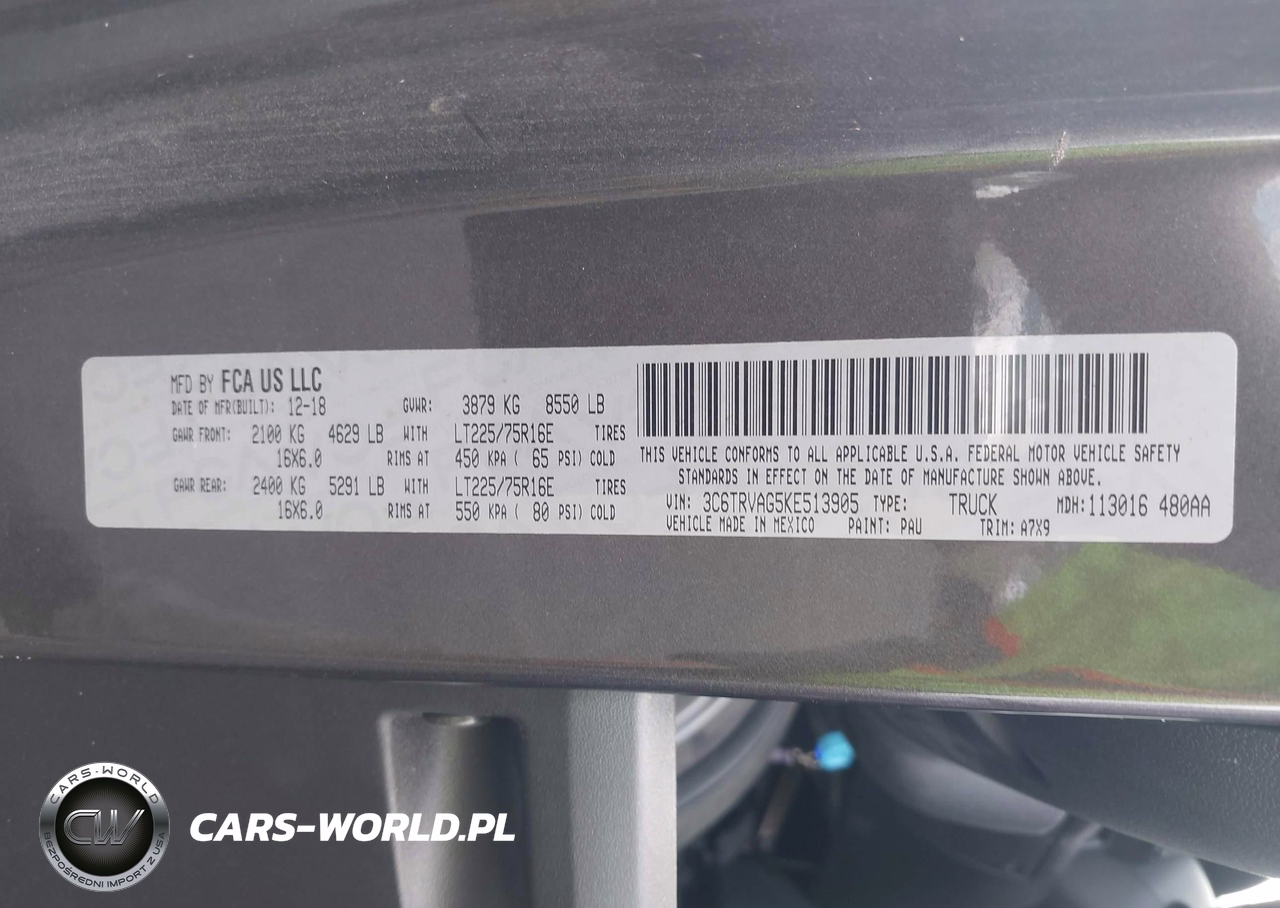 MFD BY FCA US LLC
DATE OF MFR(BUILT): 12-18 GVWR: 3879 KG 8550 LB
GAWR FRONT: 2100 KG 4629 LB WITH LT225/75R16E TIRES
16X6.0 RIMS AT 450 KPA ( 65 PSI) COLD
GAWR REAR: 2400 KG 5291 LB WITH LT225/75R16E TIRES
16X6.0 RIMS AT 550 KPA ( 80 PSI) COLD
THIS VEHICLE CONFORMS TO ALL APPLICABLE U.S.A. FEDERAL MOTOR VEHICLE SAFETY
STANDARDS IN EFFECT ON THE DATE OF MANUFACTURE SHOWN ABOVE.
VIN: 3C6TRVAG5KE513905 TYPE: TRUCK MDH:113016 480AA
VEHICLE MADE IN MEXICO PAINT: PAU TRIM: A7X9
CARS-WORLD
CW
BEZPOŚREDNI IMPORT Z USA
CARS-WORLD.PL